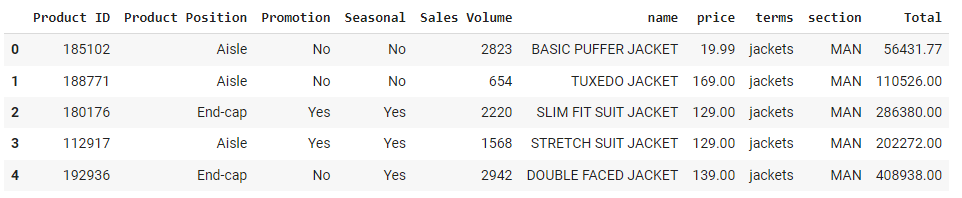 Product ID Product Position Promotion Seasonal Sales Volume name price terms section Total
0 185102 Aisle No No 2823 BASIC PUFFER JACKET 19.99 jackets MAN 56431.77
1 188771 Aisle No No 654 TUXEDO JACKET 169.00 jackets MAN 110526.00
2 180176 End-cap Yes Yes 2220 SLIM FIT SUIT JACKET 129.00 jackets MAN 286380.00
3 112917 Aisle Yes Yes 1568 STRETCH SUIT JACKET 129.00 jackets MAN 202272.00
4 192936 End-cap No Yes 2942 DOUBLE FACED JACKET 139.00 jackets MAN 408938.00